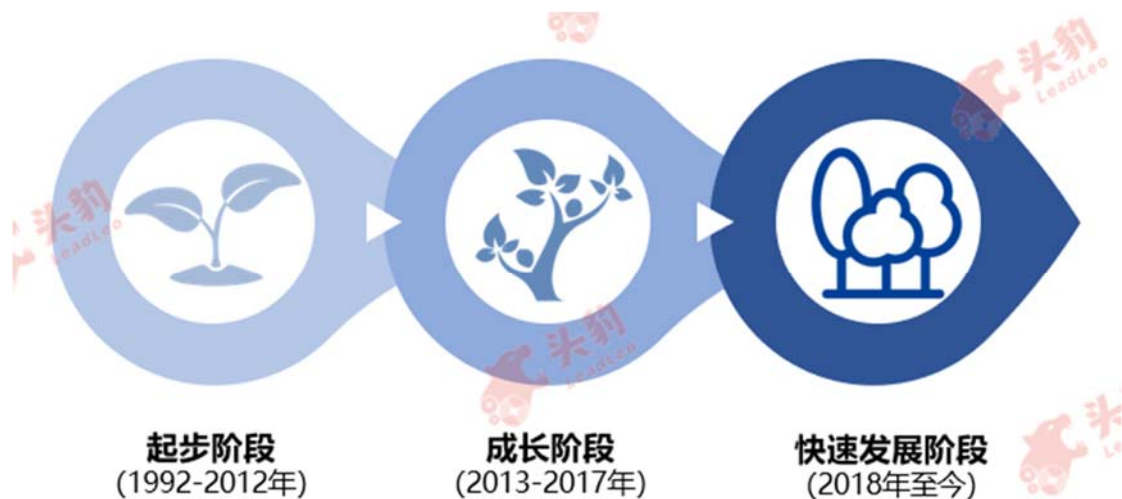 头豹
LeadLeo
头豹
LeadLeo
头豹
LeadLeo
头
起步阶段
(1992-2012年)
成长阶段
(2013-2017年)
快速发展阶段
(2018年至今)